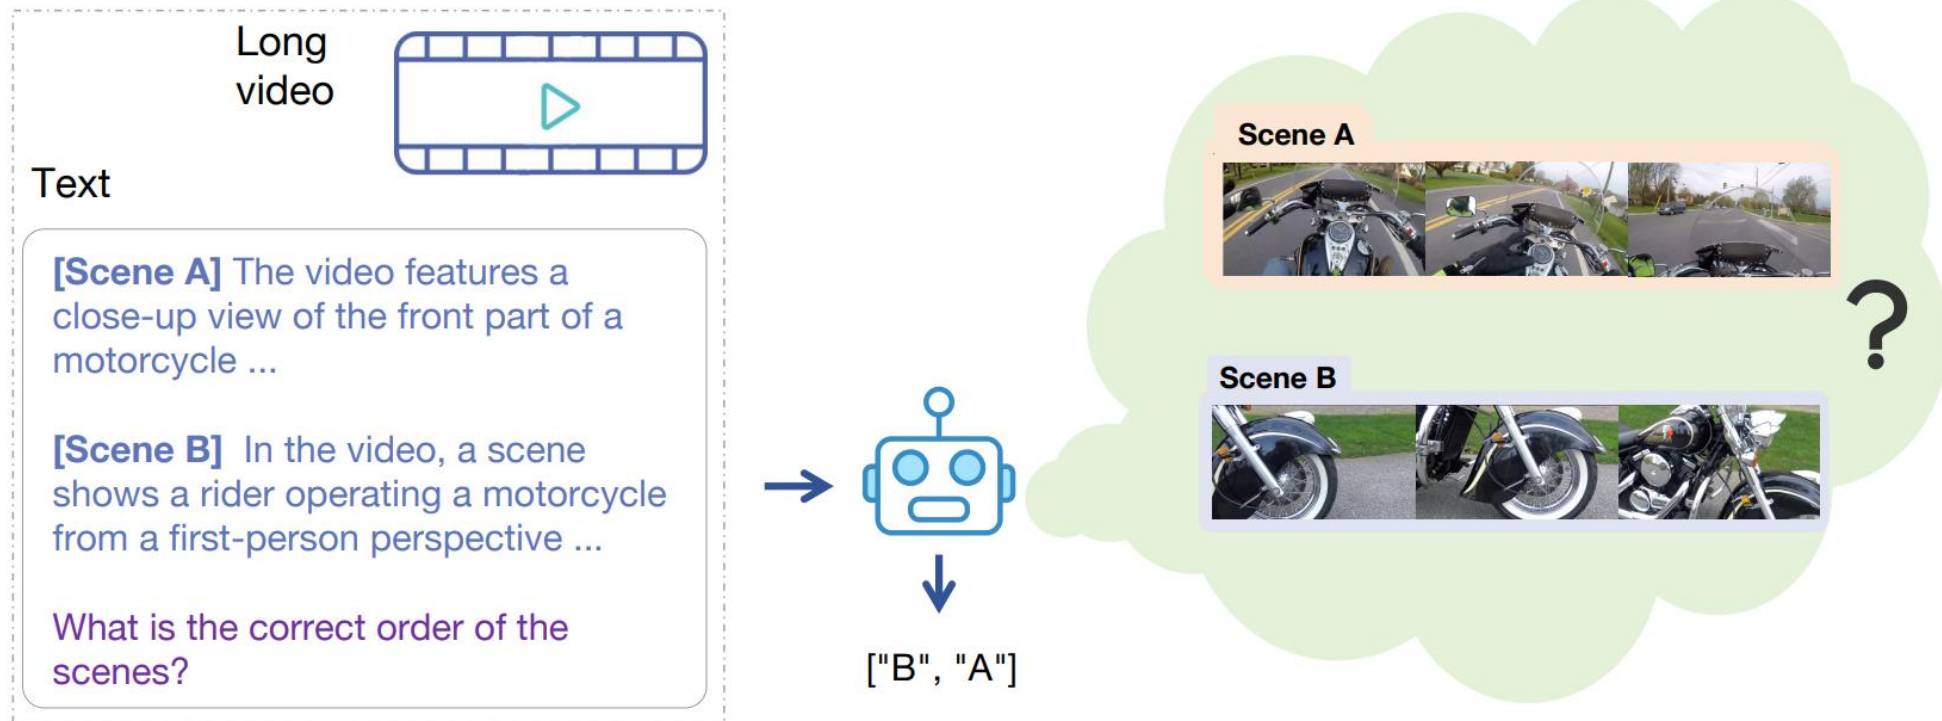 Long
video
Text
[Scene A] The video features a
close-up view of the front part of a
motorcycle ...
[Scene B]  In the video, a scene
shows a rider operating a motorcycle
from a first-person perspective ...
What is the correct order of the
scenes?
["B", "A"]
Scene A
Scene B
?